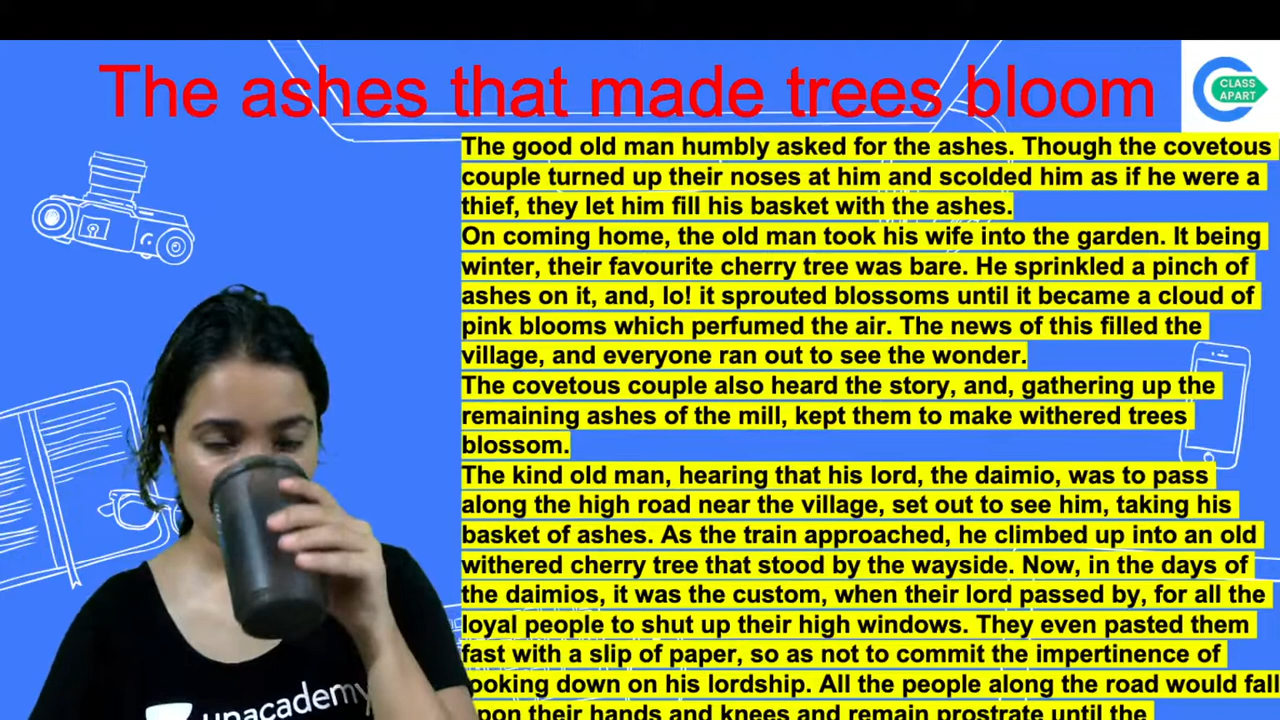 The ashes that made trees bloom
CLASS
APART
The good old man humbly asked for the ashes. Though the covetous
couple turned up their noses at him and scolded him as if he were a
thief, they let him fill his basket with the ashes.
On coming home, the old man took his wife into the garden. It being
winter, their favourite cherry tree was bare. He sprinkled a pinch of
ashes on it, and, lo! it sprouted blossoms until it became a cloud of
pink blooms which perfumed the air. The news of this filled the
village, and everyone ran out to see the wonder.
The covetous couple also heard the story, and, gathering up the
remaining ashes of the mill, kept them to make withered trees
blossom.
The kind old man, hearing that his lord, the daimio, was to pass
along the high road near the village, set out to see him, taking his
basket of ashes. As the train approached, he climbed up into an old
withered cherry tree that stood by the wayside. Now, in the days of
the daimios, it was the custom, when their lord passed by, for all the
loyal people to shut up their high windows. They even pasted them
fast with a slip of paper, so as not to commit the impertinence of
looking down on his lordship. All the people along the road would fall
upon their hands and knees and remain prostrate until the
unacademy